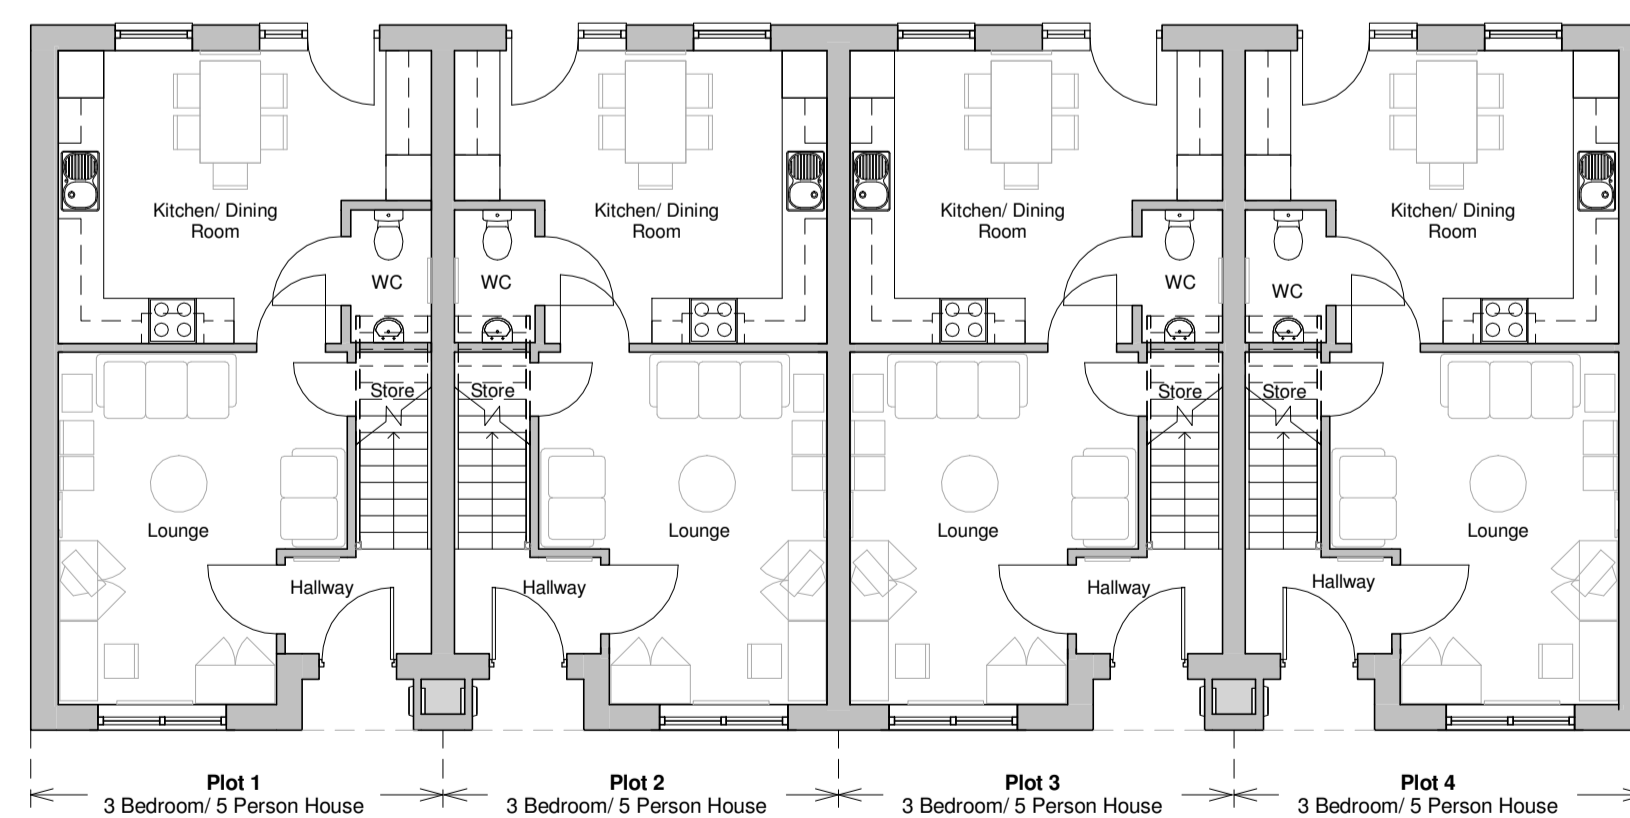 Kitchen/ Dining
Room
Kitchen/ Dining
Room
Kitchen/ Dining
Room
Kitchen/ Dining
Room
WC
WC
WC
WC
Store
Store
Store
Store
Lounge
Lounge
Lounge
Lounge
Hallway
Hallway
Hallway
Hallway
Plot 1
3 Bedroom/ 5 Person House
Plot 2
3 Bedroom/ 5 Person House
Plot 3
3 Bedroom/ 5 Person House
Plot 4
3 Bedroom/ 5 Person House